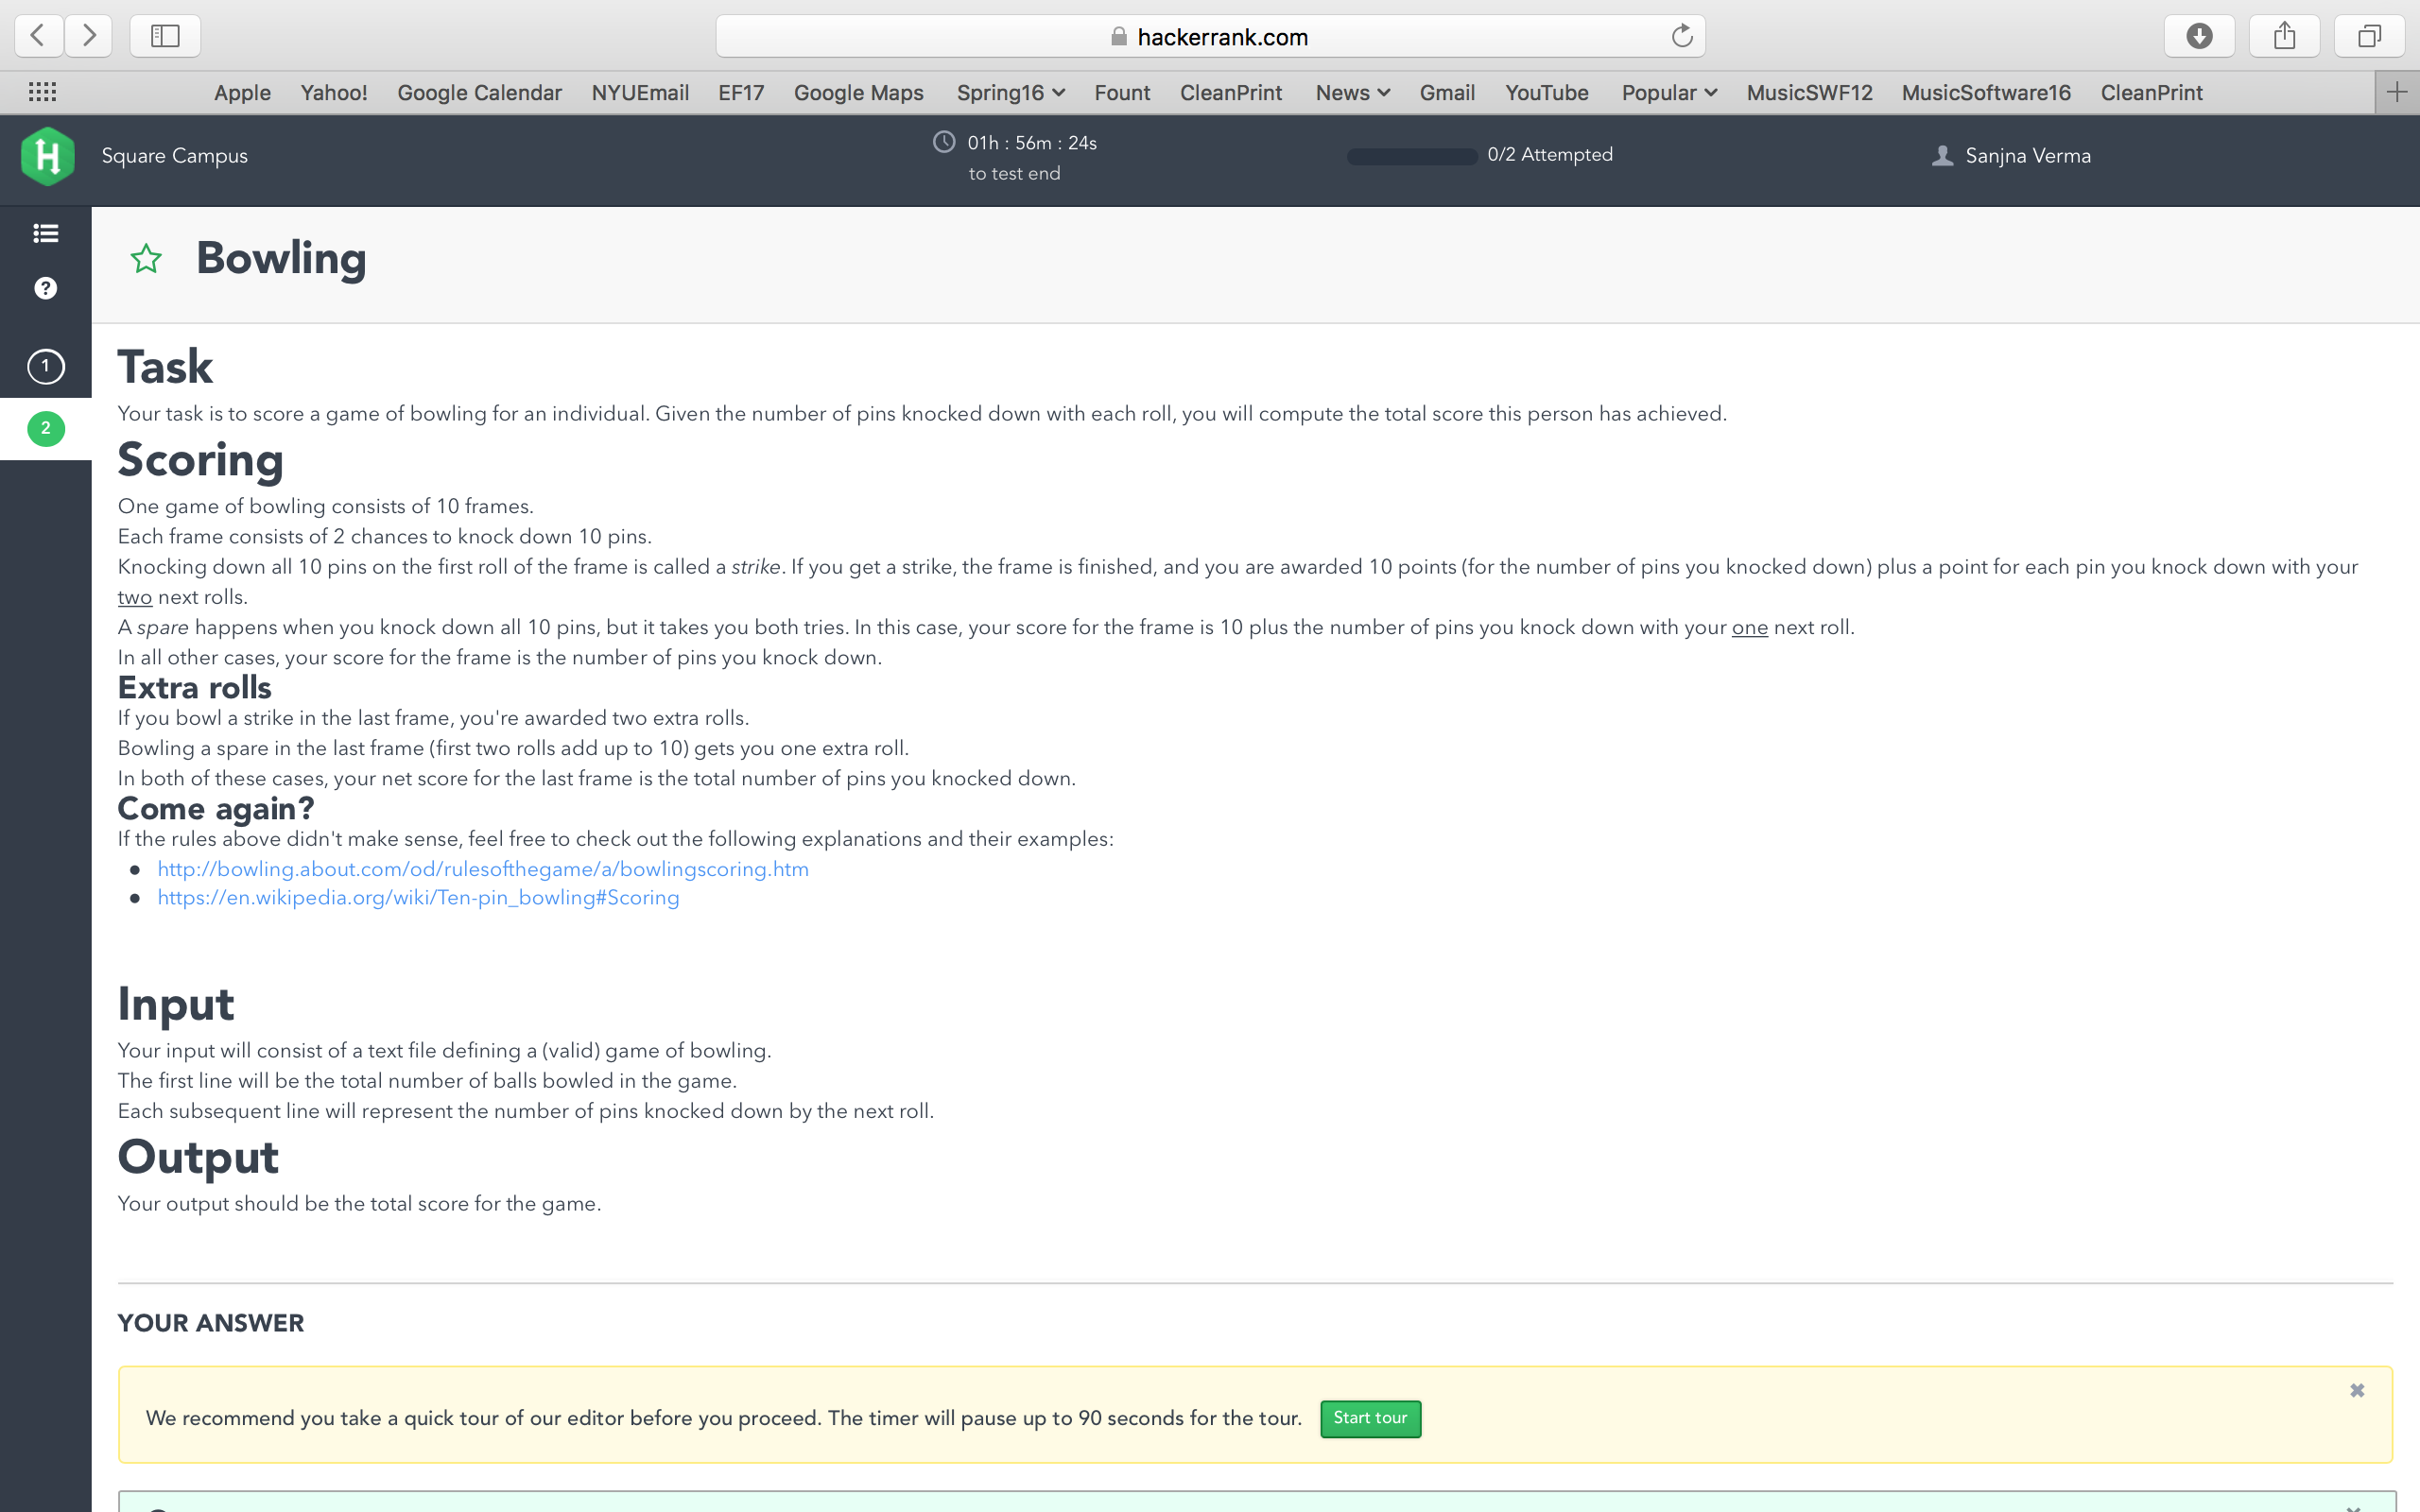 hackerrank.com
Apple Yahoo! Google Calendar NYUEmail EF17 Google Maps Spring16 Fount CleanPrint News Gmail YouTube Popular MusicSWF12 MusicSoftware16 CleanPrint
H Square Campus 01h : 56m : 24s 0/2 Attempted Sanjna Verma
to test end
Bowling
?
1
2
Task
Your task is to score a game of bowling for an individual. Given the number of pins knocked down with each roll, you will compute the total score this person has achieved.
Scoring
One game of bowling consists of 10 frames.
Each frame consists of 2 chances to knock down 10 pins.
Knocking down all 10 pins on the first roll of the frame is called a strike. If you get a strike, the frame is finished, and you are awarded 10 points (for the number of pins you knocked down) plus a point for each pin you knock down with your
two next rolls.
A spare happens when you knock down all 10 pins, but it takes you both tries. In this case, your score for the frame is 10 plus the number of pins you knock down with your one next roll.
In all other cases, your score for the frame is the number of pins you knock down.
Extra rolls
If you bowl a strike in the last frame, you're awarded two extra rolls.
Bowling a spare in the last frame (first two rolls add up to 10) gets you one extra roll.
In both of these cases, your net score for the last frame is the total number of pins you knocked down.
Come again?
If the rules above didn't make sense, feel free to check out the following explanations and their examples:
● http://bowling.about.com/od/rulesofthegame/a/bowlingscoring.htm
● https://en.wikipedia.org/wiki/Ten-pin_bowling#Scoring
Input
Your input will consist of a text file defining a (valid) game of bowling.
The first line will be the total number of balls bowled in the game.
Each subsequent line will represent the number of pins knocked down by the next roll.
Output
Your output should be the total score for the game.
YOUR ANSWER
We recommend you take a quick tour of our editor before you proceed. The timer will pause up to 90 seconds for the tour. Start tour